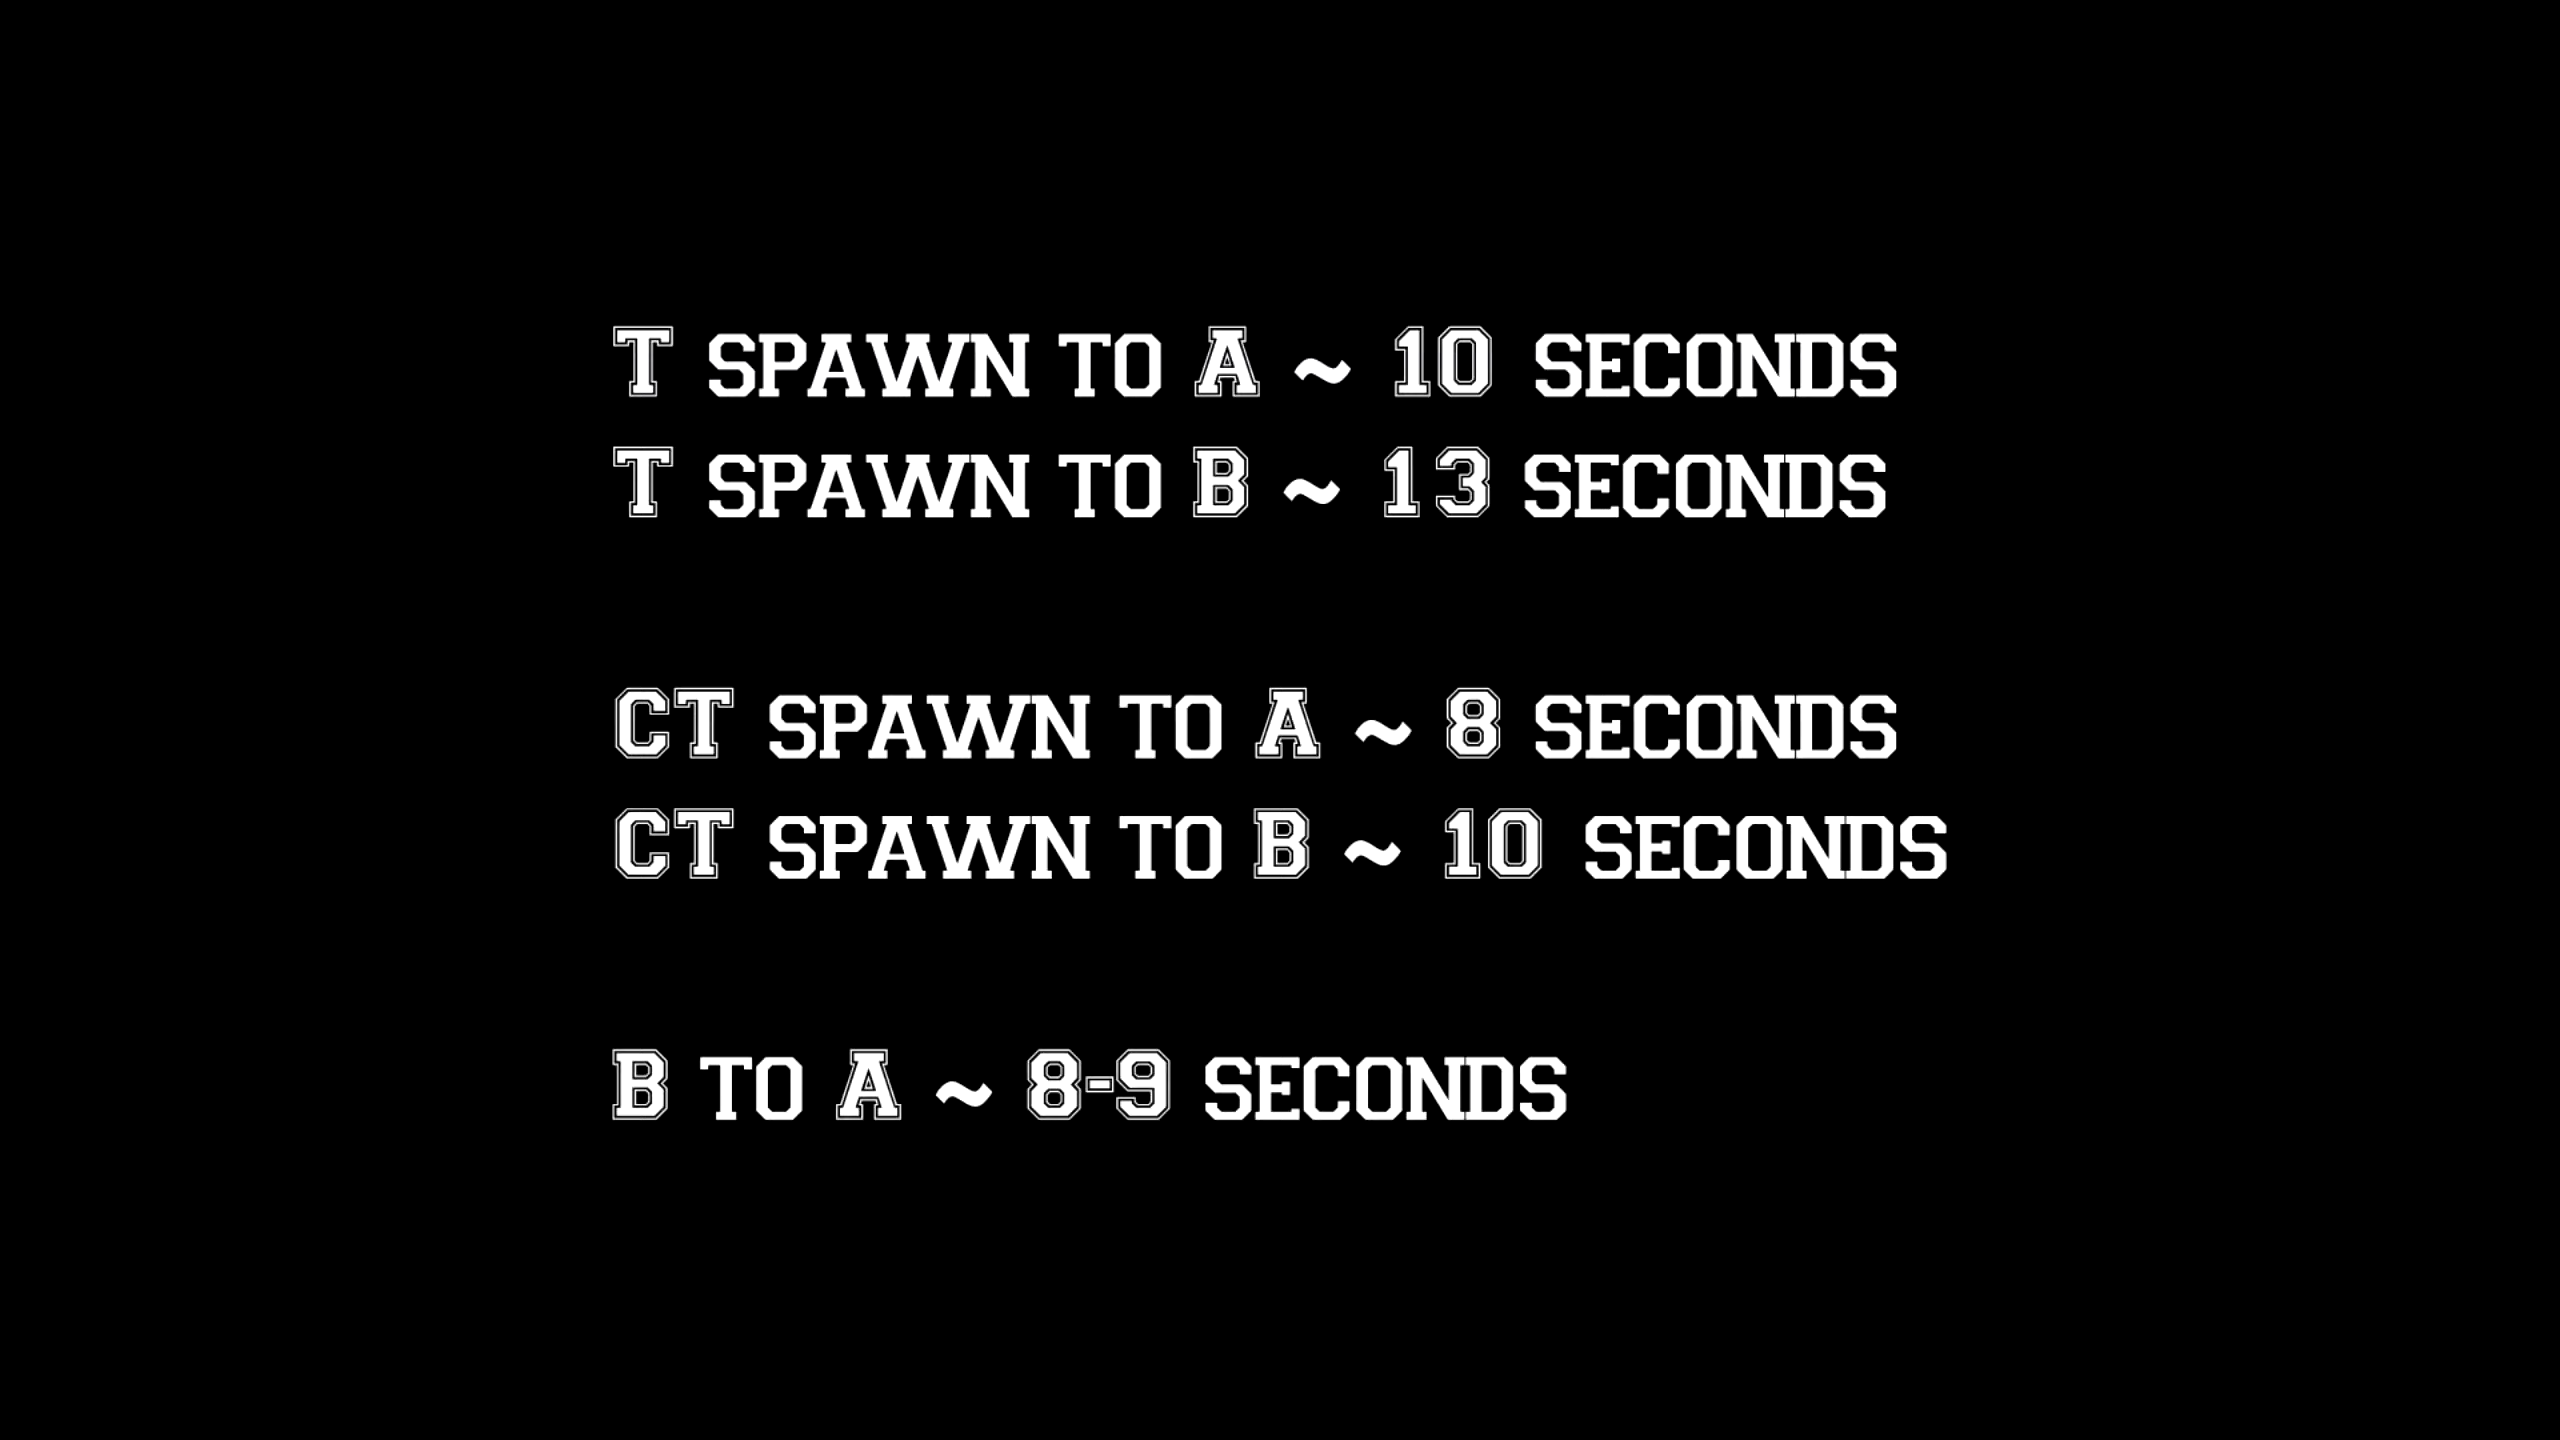 T SPAWN TO A ~ 10 SECONDS
T SPAWN TO B ~ 13 SECONDS
CT SPAWN TO A ~ 8 SECONDS
CT SPAWN TO B ~ 10 SECONDS
B TO A ~ 8-9 SECONDS